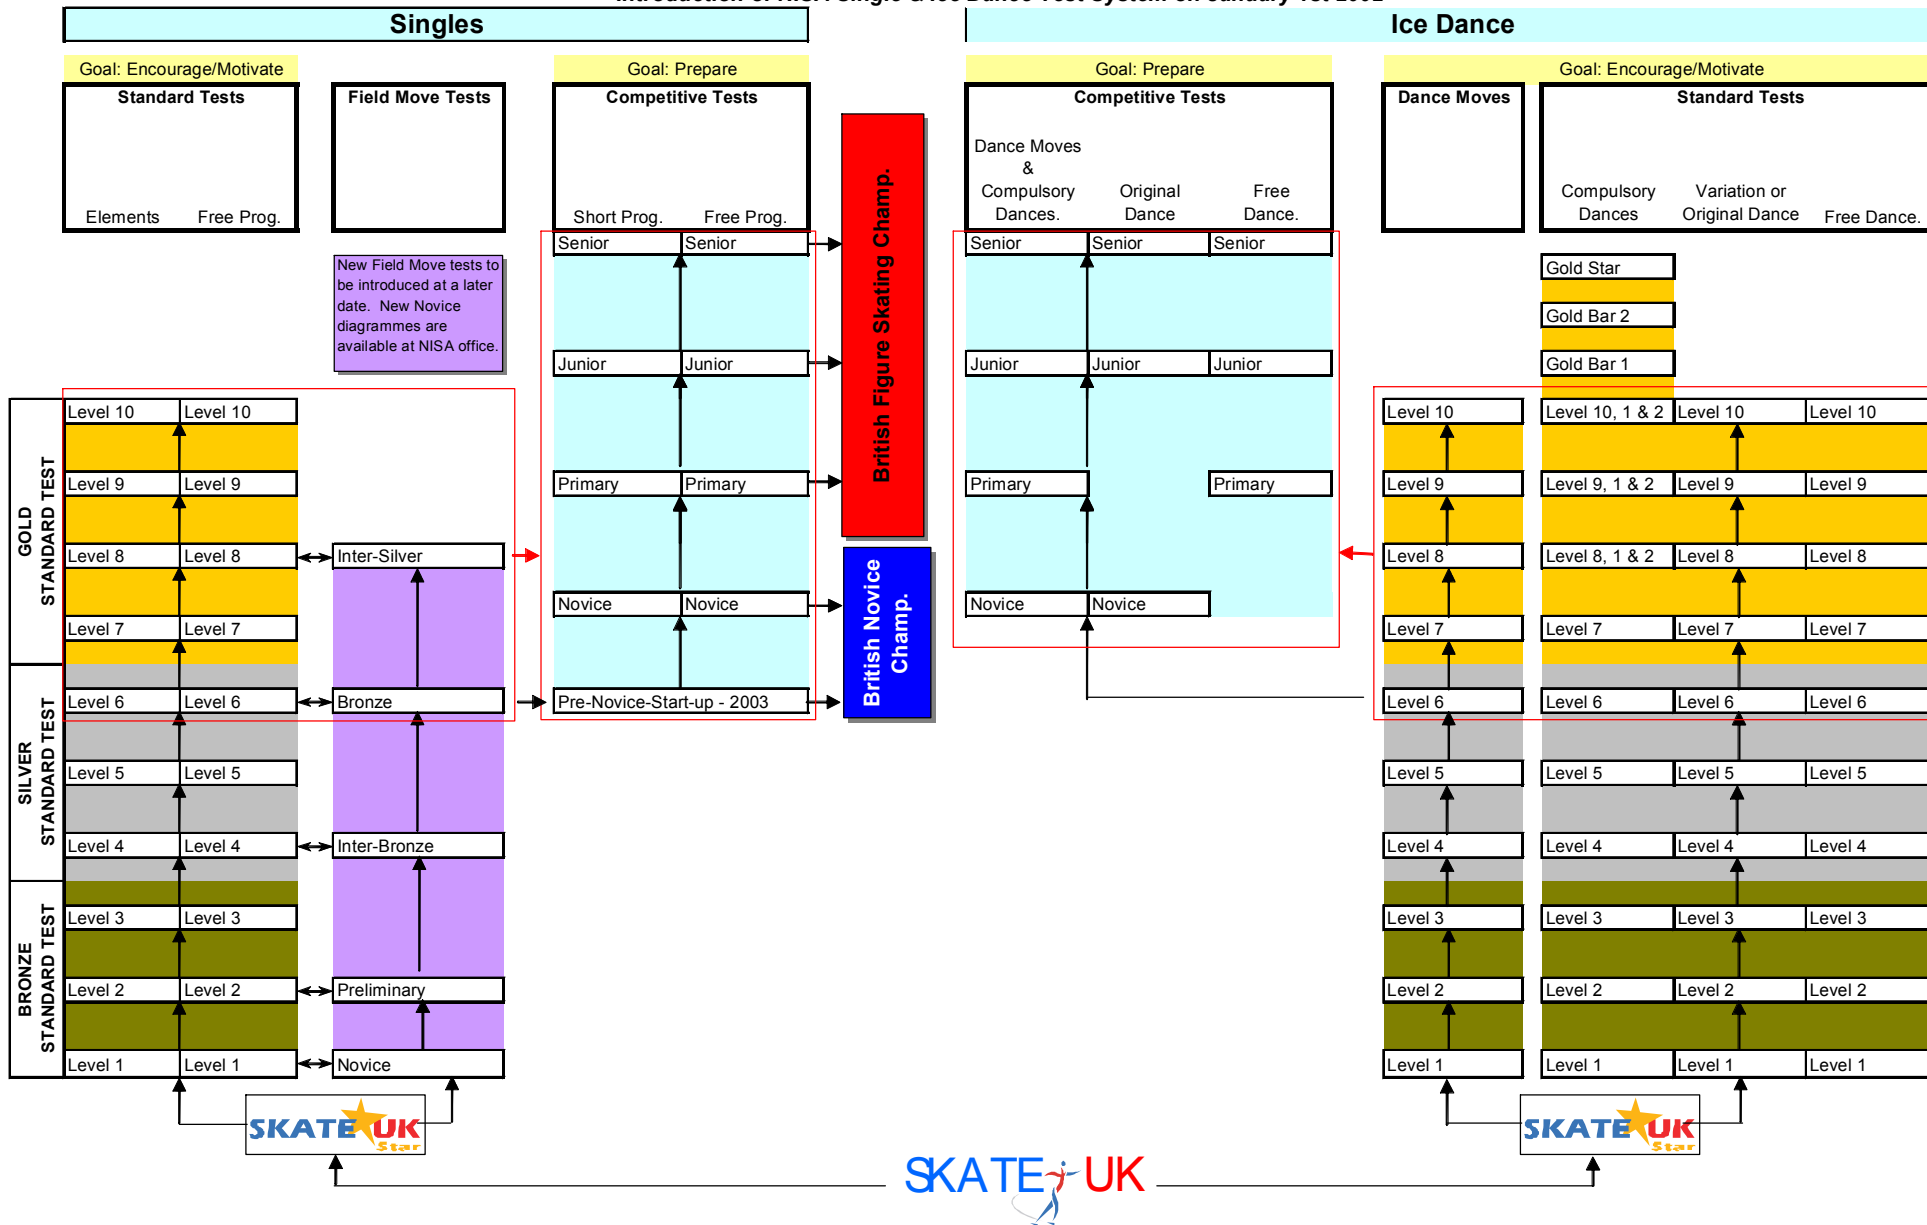 Introduction of NISA Single & Ice Dance Test System on January 1st 2002
Singles
Ice Dance
Goal: Encourage/Motivate
Goal: Prepare
Goal: Prepare
Goal: Encourage/Motivate
Standard Tests
Elements
Free Prog.
Field Move Tests
Competitive Tests
Short Prog.
Free Prog.
Competitive Tests
Dance Moves
&
Compulsory
Dances.
Original
Dance
Free
Dance.
Dance Moves
Standard Tests
Compulsory
Dances
Variation or
Original Dance
Free Dance.
New Field Move tests to
be introduced at a later
date. New Novice
diagrammes are
available at NISA office.
GOLD
STANDARD TEST
SILVER
STANDARD TEST
BRONZE
STANDARD TEST
Level 10 Level 10
Level 9 Level 9
Level 8 Level 8
Level 7 Level 7
Level 6 Level 6
Level 5 Level 5
Level 4 Level 4
Level 3 Level 3
Level 2 Level 2
Level 1 Level 1
Inter-Silver
Bronze
Inter-Bronze
Preliminary
Novice
Senior Senior
Junior Junior
Primary Primary
Novice Novice
Pre-Novice-Start-up - 2003
British Figure Skating Champ.
British Novice
Champ.
Senior Senior Senior
Junior Junior Junior
Primary Primary
Novice Novice
Level 10
Level 9
Level 8
Level 7
Level 6
Level 5
Level 4
Level 3
Level 2
Level 1
Gold Star
Gold Bar 2
Gold Bar 1
Level 10, 1 & 2 Level 10 Level 10
Level 9, 1 & 2 Level 9 Level 9
Level 8, 1 & 2 Level 8 Level 8
Level 7 Level 7 Level 7
Level 6 Level 6 Level 6
Level 5 Level 5 Level 5
Level 4 Level 4 Level 4
Level 3 Level 3 Level 3
Level 2 Level 2 Level 2
Level 1 Level 1 Level 1
SKATE UK
Star
SKATE UK
Star
SKATE UK